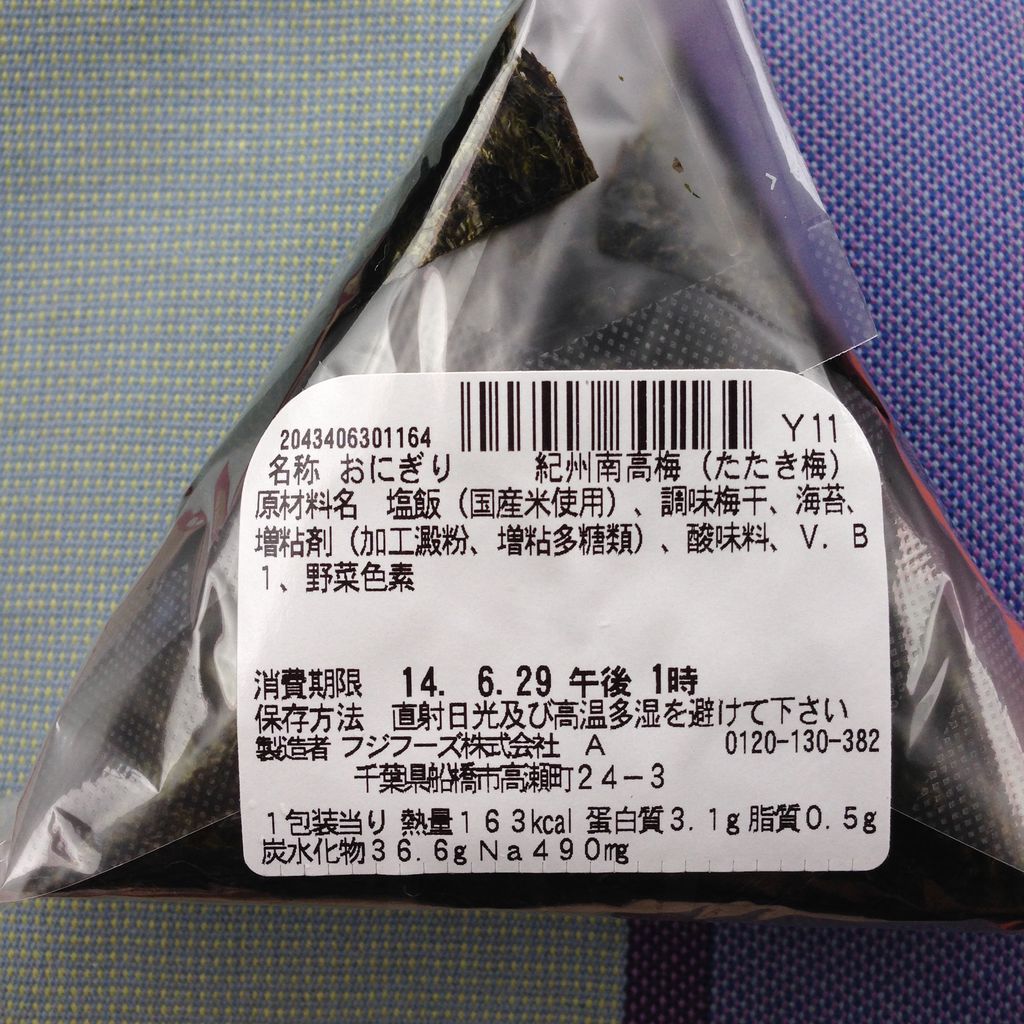 2043406301164 Y11
名称 おにぎり 紀州南高梅（たたき梅）
原材料名 塩飯（国産米使用）、調味梅干、海苔、
増粘剤（加工澱粉、増粘多糖類）、酸味料、V. B
1、野菜色素
消費期限 14. 6.29 午後 1時
保存方法 直射日光及び高温多湿を避けて下さい
製造者 フジフーズ株式会社 A 0120-130-382
千葉県船橋市高瀬町24-3
1包装当り 熱量163kcal 蛋白質3.1g 脂質0.5g
炭水化物36.6g Na490mg